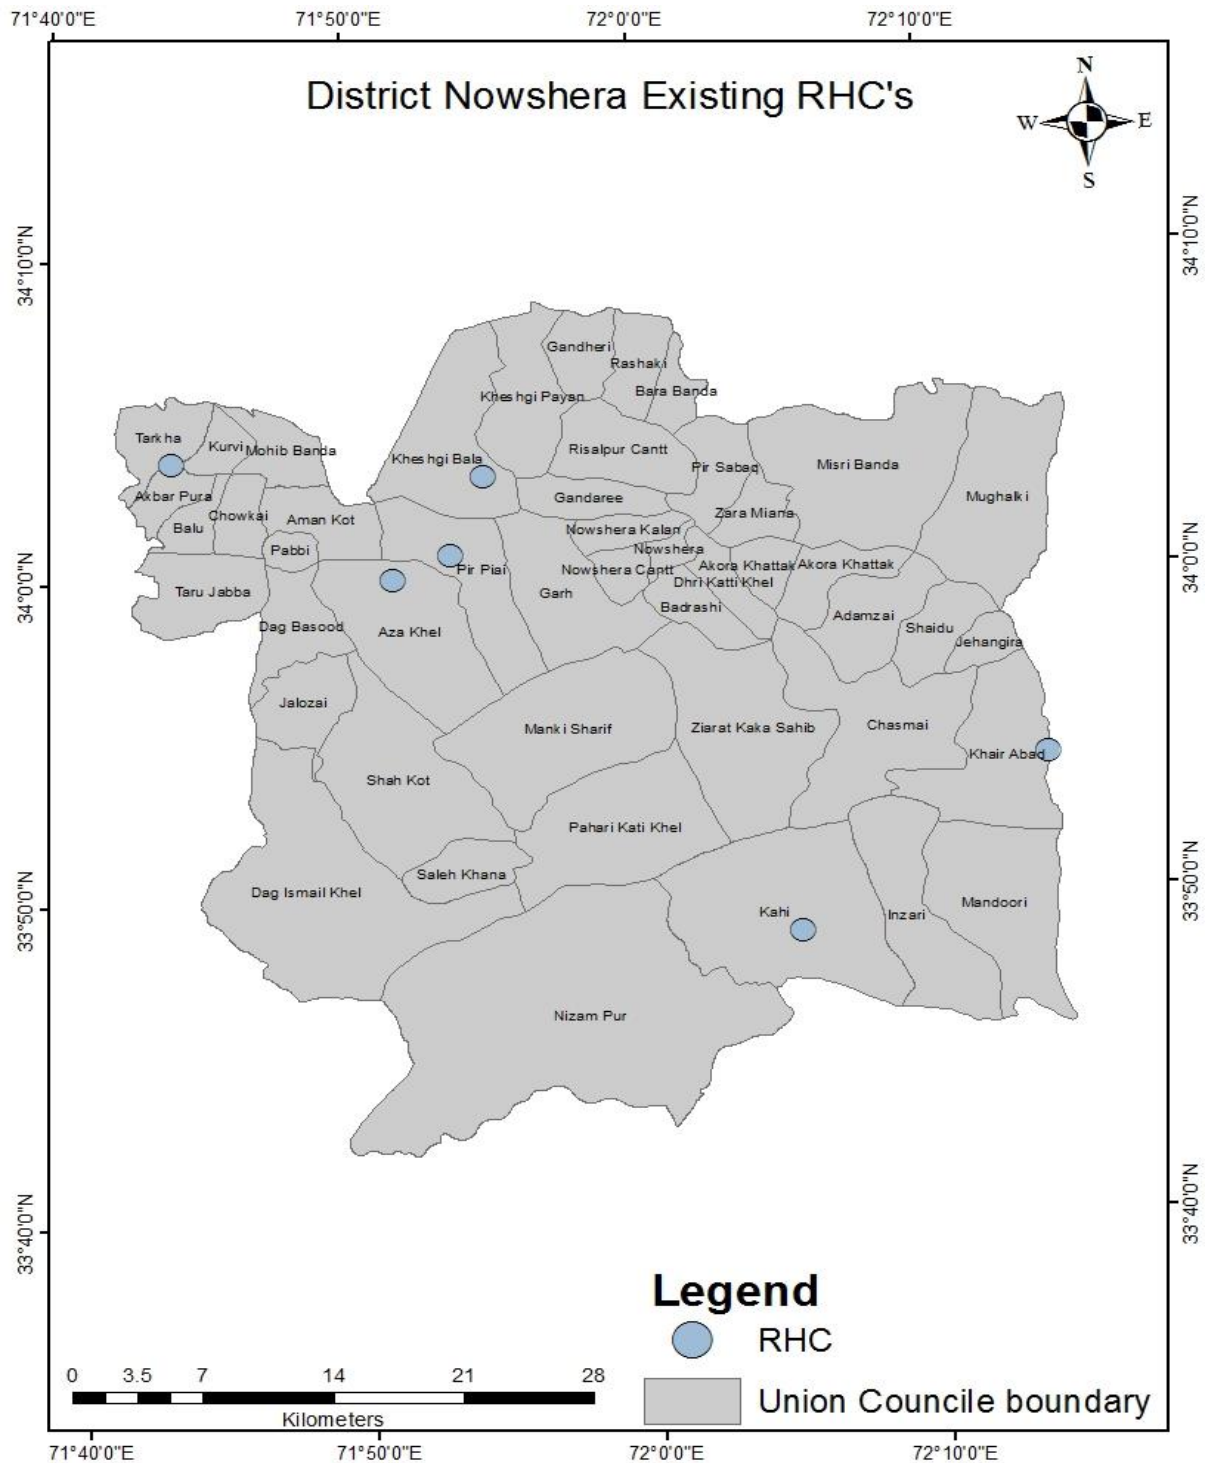 71°40'0"E 71°50'0"E 72°0'0"E 72°10'0"E
District Nowshera Existing RHC's
N
W E
S
34°10'0"N
34°10'0"N
Gandheri
Rashaki
Bara Banda
Kheshgi Payan
Tarkha
Kurvi
Mohib Banda
Kheshgi Bala
Risalpur Cantt
Pir Sabaq
Misri Banda
Mughalki
Akbar Pura
Gandaree
Zara Miana
Balu
Chowkai
Aman Kot
Nowshera Kalan
Pabbi
Nowshera
Pir Piai
Nowshera Cantt
Akora Khattak
Akora Khattak
34°0'0"N
34°0'0"N
Taru Jabba
Garh
Dhri Katti Khel
Badrashi
Adamzai
Dag Basood
Aza Khel
Shaidu
Jehangira
Jalozai
Manki Sharif
Ziarat Kaka Sahib
Chasmai
Khair Abad
Shah Kot
Pahari Kati Khel
Saleh Khana
Dag Ismail Khel
Kahi
Inzari
Mandoori
33°50'0"N
33°50'0"N
Nizam Pur
33°40'0"N
33°40'0"N
Legend
RHC
Union Councile boundary
0 3.5 7 14 21 28
Kilometers
71°40'0"E 71°50'0"E 72°0'0"E 72°10'0"E